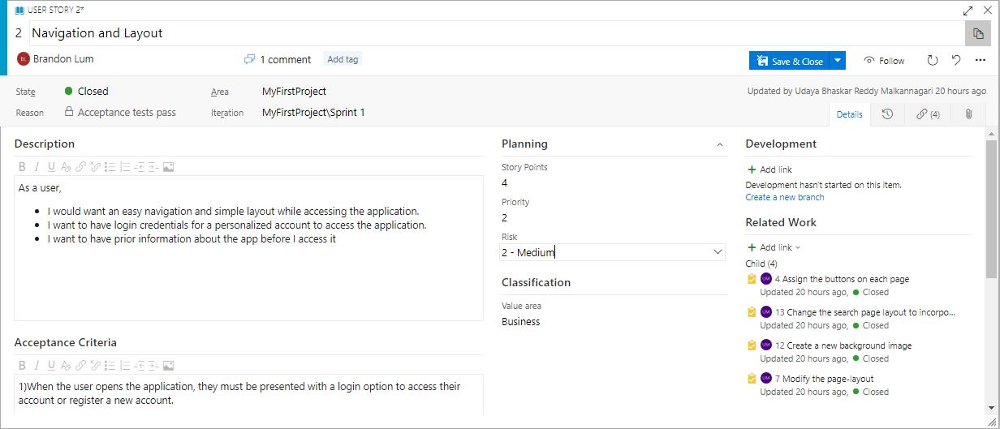 USER STORY 2*
2 Navigation and Layout
BL Brandon Lum
1 comment
Add tag
Save & Close
Follow
State
Closed
Area
MyFirstProject
Updated by Udaya Bhaskar Reddy Malkannagari 20 hours ago
Reason
Acceptance tests pass
Iteration
MyFirstProject\Sprint 1
Details
(4)
Description
B I U
As a user,
• I would want an easy navigation and simple layout while accessing the application.
• I want to have login credentials for a personalized account to access the application.
• I want to have prior information about the app before I access it
Acceptance Criteria
B I U
1)When the user opens the application, they must be presented with a login option to access their
account or register a new account.
Planning
Story Points
4
Priority
2
Risk
2 - Medium
Classification
Value area
Business
Development
+ Add link
Development hasn't started on this item.
Create a new branch
Related Work
+ Add link
Child (4)
UM 4 Assign the buttons on each page
Updated 20 hours ago, Closed
UM 13 Change the search page layout to incorpo...
Updated 20 hours ago, Closed
UM 12 Create a new background image
Updated 20 hours ago, Closed
UM 7 Modify the page-layout
Updated 20 hours ago, Closed